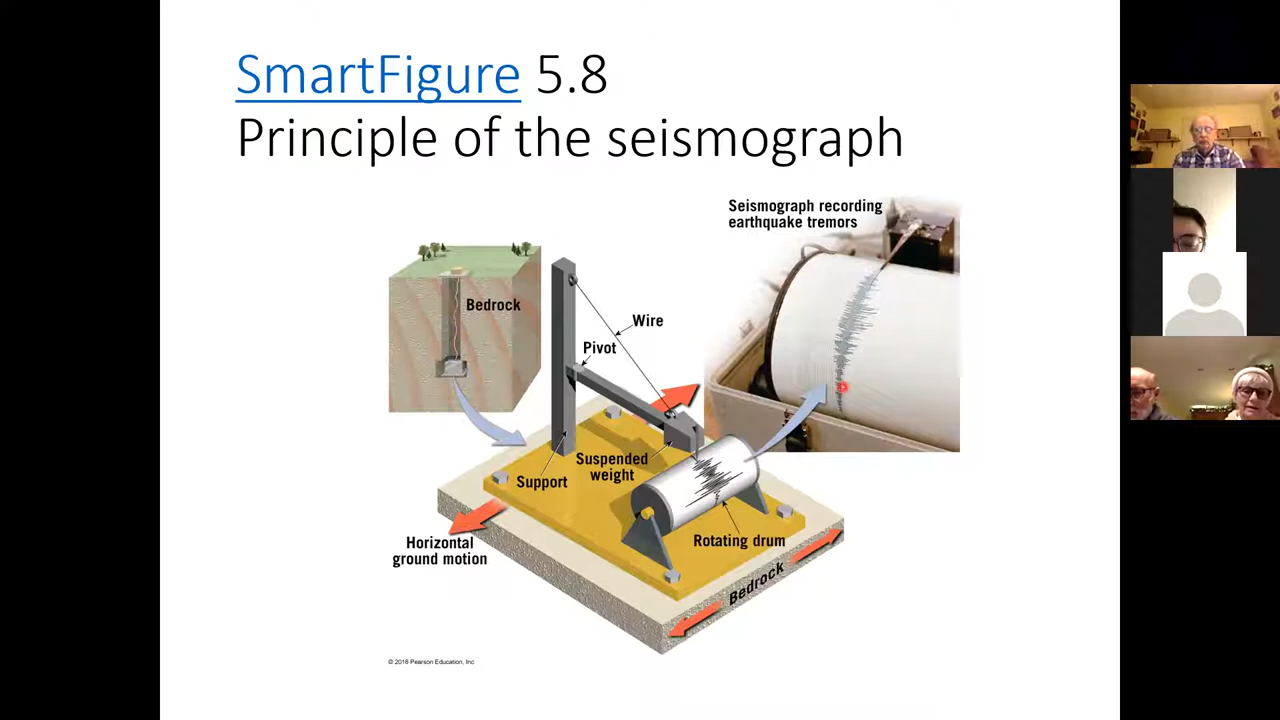 SmartFigure 5.8
Principle of the seismograph
Seismograph recording
earthquake tremors
Bedrock
Wire
Pivot
Suspended
weight
Support
Rotating drum
Horizontal
ground motion
Bedrock
© 2016 Pearson Education, Inc